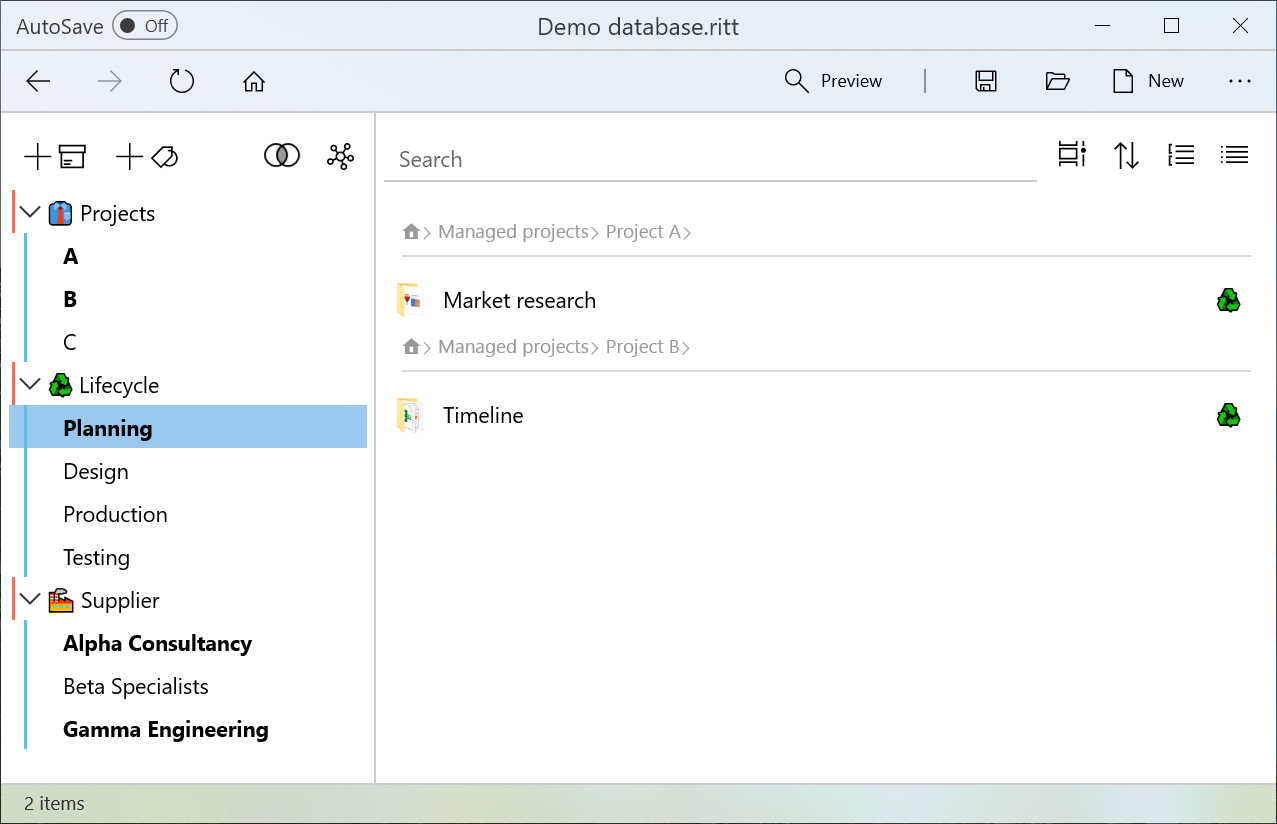 AutoSave Off Demo database.ritt
Preview New
Search
Projects
A
B
C
Lifecycle
Planning
Design
Production
Testing
Supplier
Alpha Consultancy
Beta Specialists
Gamma Engineering
Managed projects Project A
Market research
Managed projects Project B
Timeline
2 items